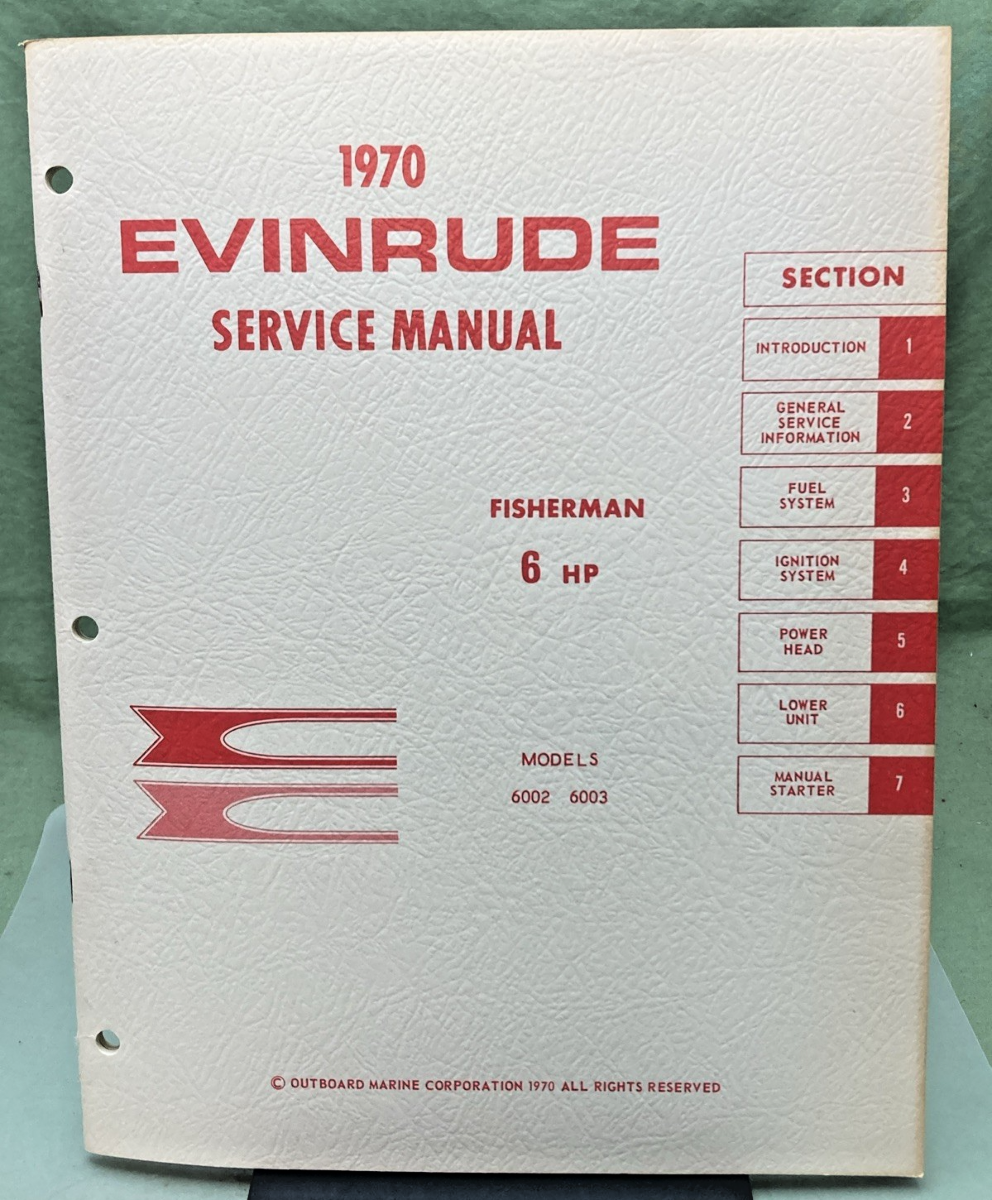 1970
EVINRUDE
SERVICE MANUAL
FISHERMAN
6 HP
MODELS
6002 6003
SECTION
INTRODUCTION 1
GENERAL
SERVICE 2
INFORMATION
FUEL
SYSTEM 3
IGNITION
SYSTEM 4
POWER
HEAD 5
LOWER
UNIT 6
MANUAL
STARTER 7
© OUTBOARD MARINE CORPORATION 1970 ALL RIGHTS RESERVED